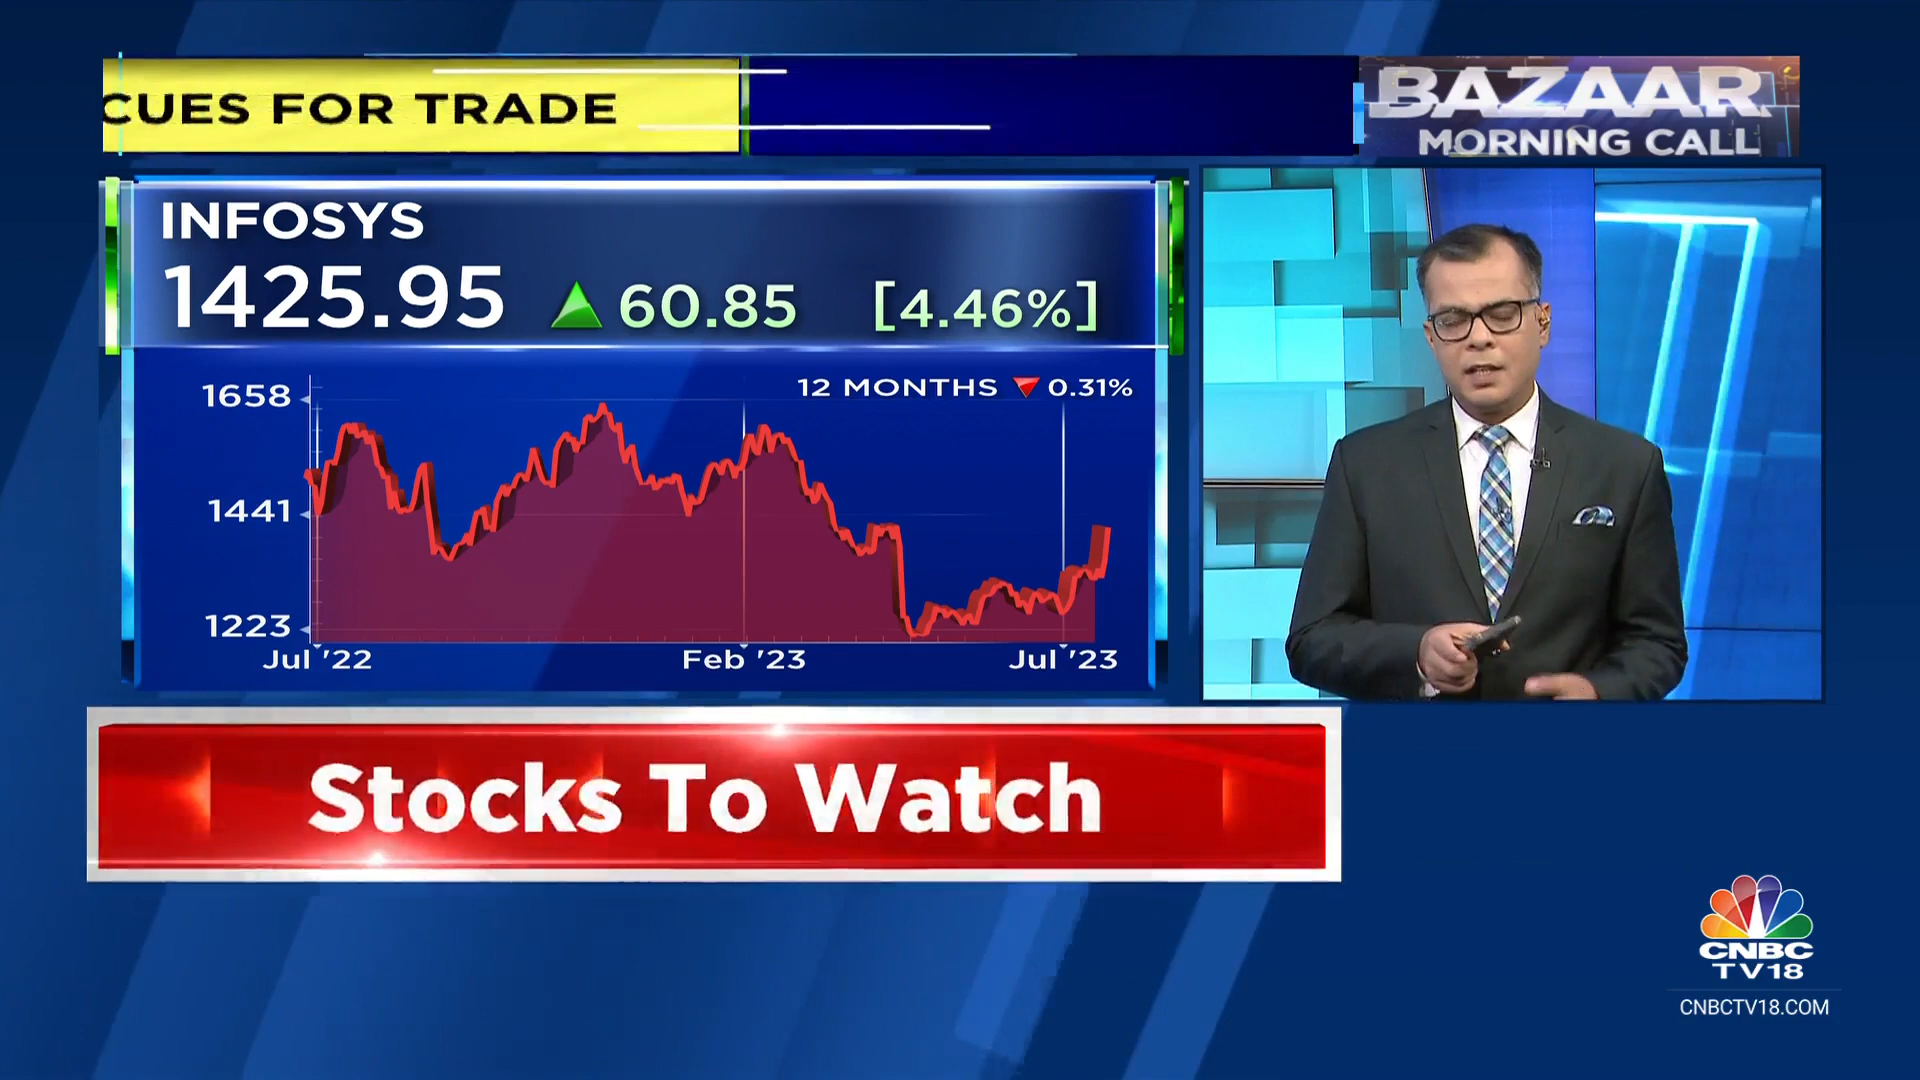 CUES FOR TRADE
BAZAAR
MORNING CALL
INFOSYS
1425.95 ▲ 60.85 [4.46%]
12 MONTHS ▼ 0.31%
1658
1441
1223
Jul '22 Feb '23 Jul '23
Stocks To Watch
CNBC
TV18
CNBCTV18.COM